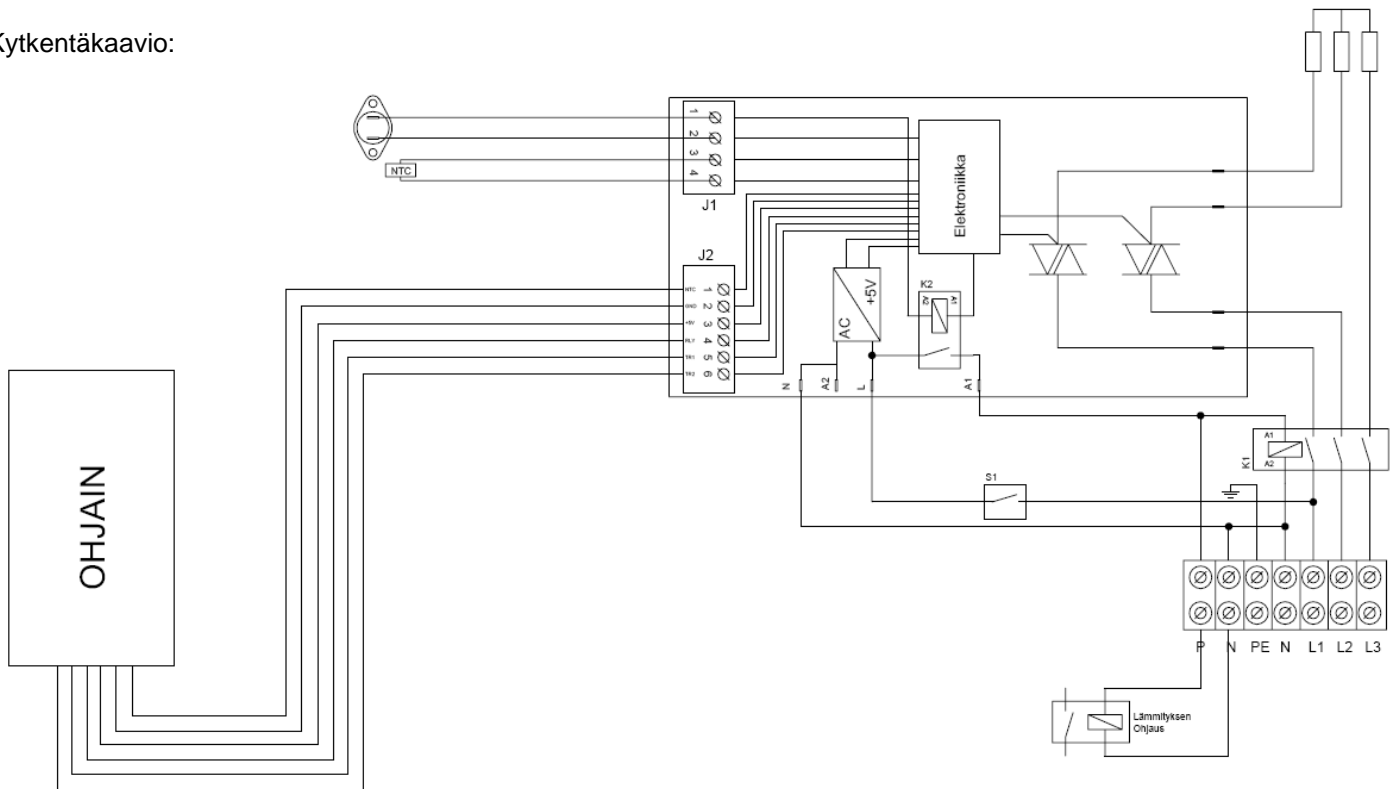 Kytkentäkaavio:
1
2
3
4
NTC
J1
J2
NTC 1
GND 2
+5V 3
RLY 4
TR1 5
TR2 6
Elektroniikka
AC +5V
K2
A2 A1
N A2 L A1
A1
A2
K1
S1
OHJAIN
P N PE N L1 L2 L3
Lämmityksen
Ohjaus